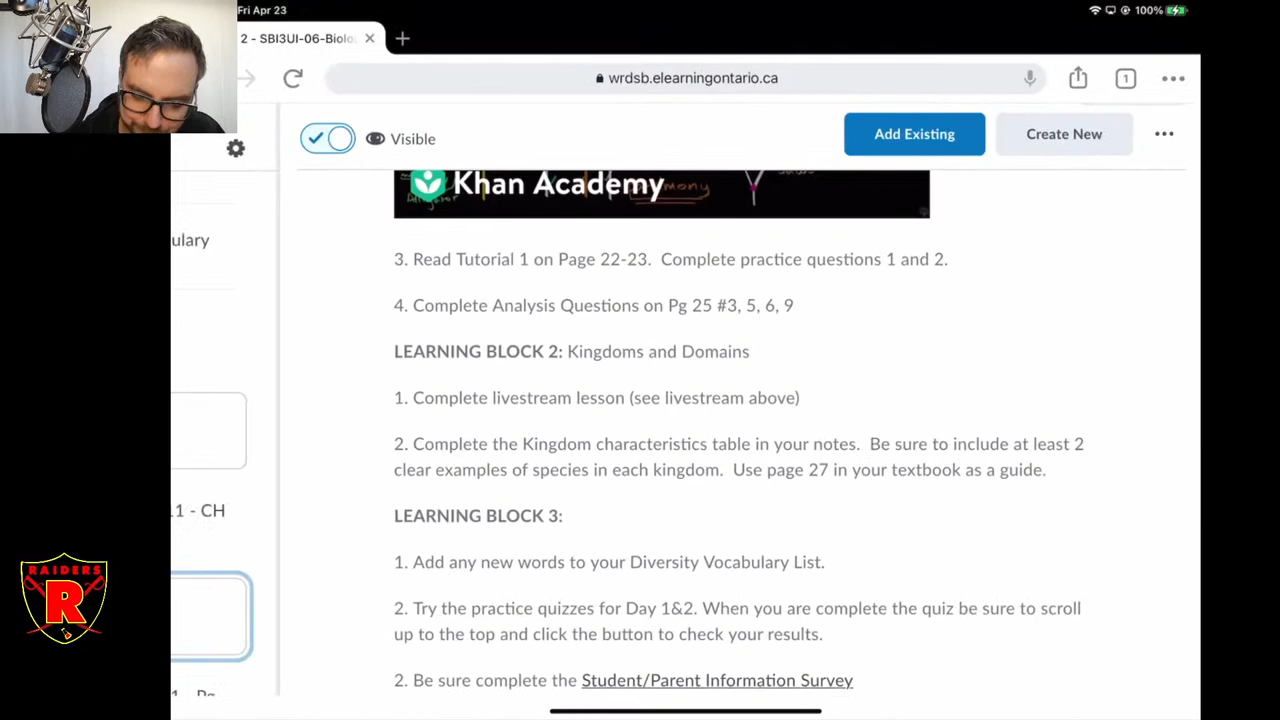 Fri Apr 23
100%
2 - SBI3UI-06-Biolo
wrdsb.elearningontario.ca
1
Visible
Add Existing
Create New
Khan Academy
mony
3. Read Tutorial 1 on Page 22-23.  Complete practice questions 1 and 2.
ulary
4. Complete Analysis Questions on Pg 25 #3, 5, 6, 9
LEARNING BLOCK 2: Kingdoms and Domains
1. Complete livestream lesson (see livestream above)
2. Complete the Kingdom characteristics table in your notes.  Be sure to include at least 2
clear examples of species in each kingdom.  Use page 27 in your textbook as a guide.
11 - CH
LEARNING BLOCK 3:
1. Add any new words to your Diversity Vocabulary List.
2. Try the practice quizzes for Day 1&2. When you are complete the quiz be sure to scroll
up to the top and click the button to check your results.
2. Be sure complete the Student/Parent Information Survey
RAIDERS
R